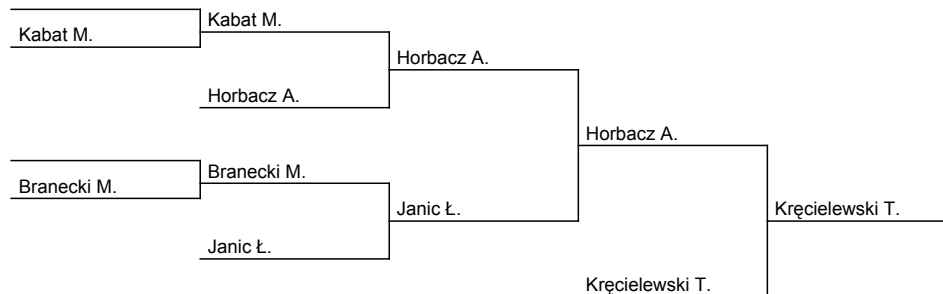 Kabat M.
Kabat M.
Horbacz A.
Horbacz A.
Horbacz A.
Branecki M.
Branecki M.
Janic Ł.
Kręcielewski T.
Janic Ł.
Kręcielewski T.